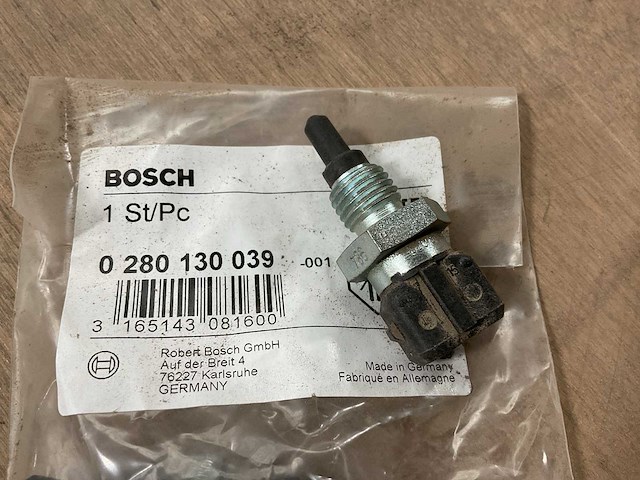 BOSCH
1 St/Pc
0 280 130 039 -001
3 165143 081600
Robert Bosch GmbH
Auf der Breit 4
76227 Karlsruhe
GERMANY
Made in Germany
Fabriqué en Allemagne